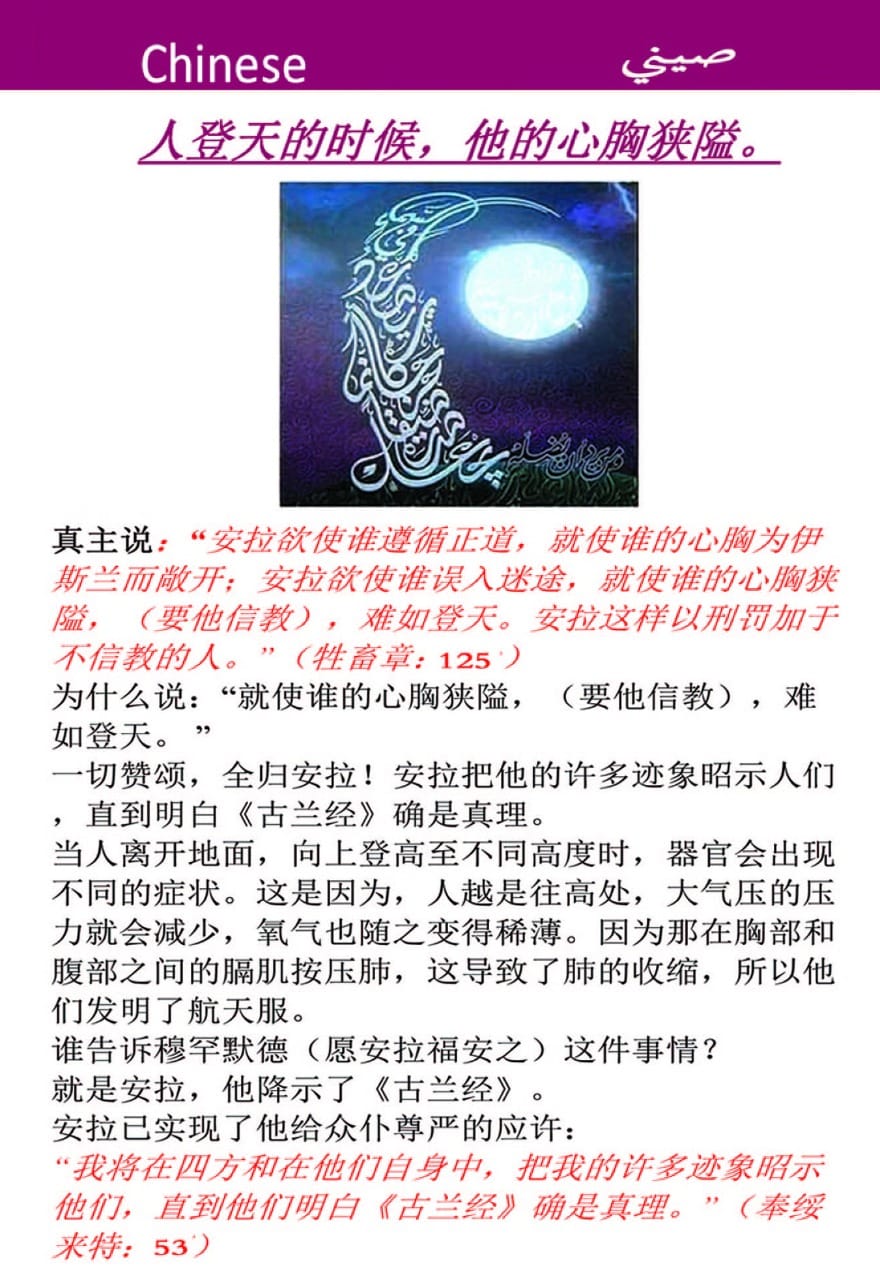 Chinese
صيني
人登天的时候，他的心胸狭隘。
في السماء
يصعد
كأنما
حرجا
ضيقا
صدره
يجعل
ومن يرد أن يضله
真主说：“安拉欲使谁遵循正道，就使谁的心胸为伊
斯兰而敞开；安拉欲使谁误入迷途，就使谁的心胸狭
隘，（要他信教），难如登天。安拉这样以刑罚加于
不信教的人。”（牲畜章：125）
为什么说：“就使谁的心胸狭隘，（要他信教），难
如登天。”
一切赞颂，全归安拉！安拉把他的许多迹象昭示人们
，直到明白《古兰经》确是真理。
当人离开地面，向上登高至不同高度时，器官会出现
不同的症状。这是因为，人越是往高处，大气压的压
力就会减少，氧气也随之变得稀薄。因为那在胸部和
腹部之间的膈肌按压肺，这导致了肺的收缩，所以他
们发明了航天服。
谁告诉穆罕默德（愿安拉福安之）这件事情？
就是安拉，他降示了《古兰经》。
安拉已实现了他给众仆尊严的应许：
“我将在四方和在他们自身中，把我的许多迹象昭示
他们，直到他们明白《古兰经》确是真理。”（奉绥
来特：53）